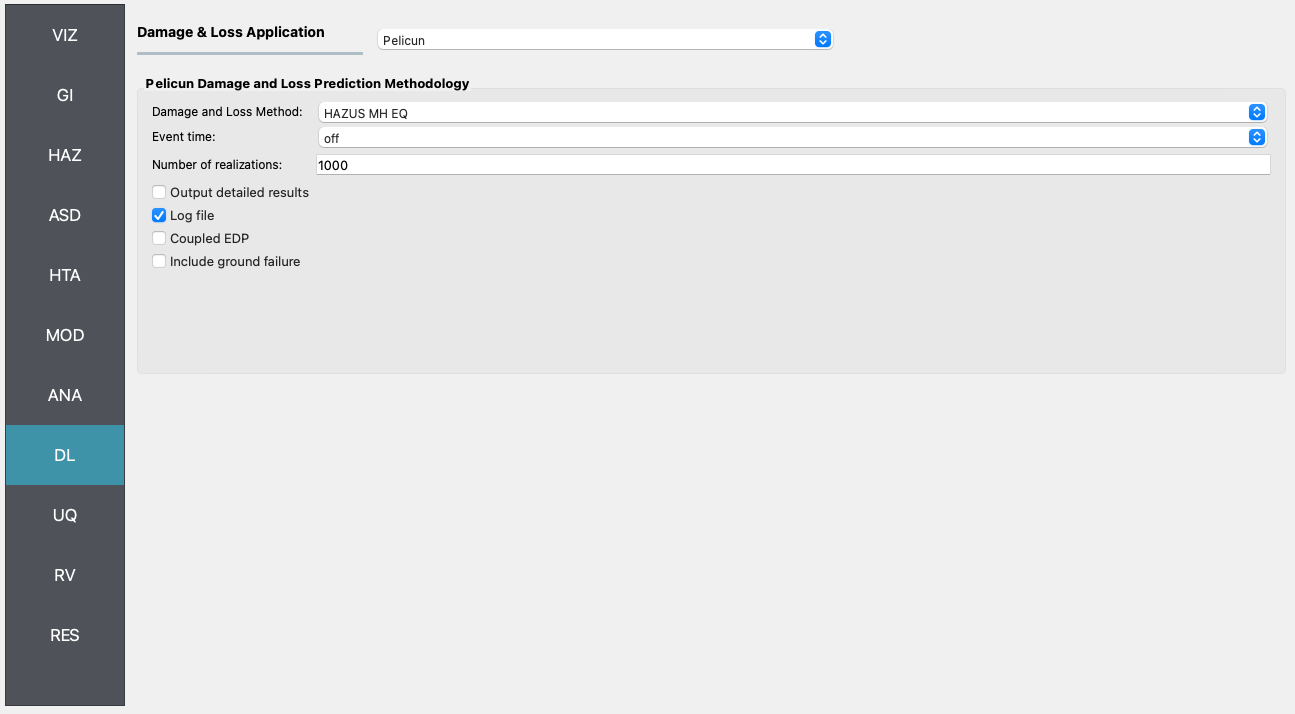 VIZ
GI
HAZ
ASD
HTA
MOD
ANA
DL
UQ
RV
RES
Damage & Loss Application
Pelicun
Pelicun Damage and Loss Prediction Methodology
Damage and Loss Method: HAZUS MH EQ
Event time: off
Number of realizations: 1000
Output detailed results
Log file
Coupled EDP
Include ground failure